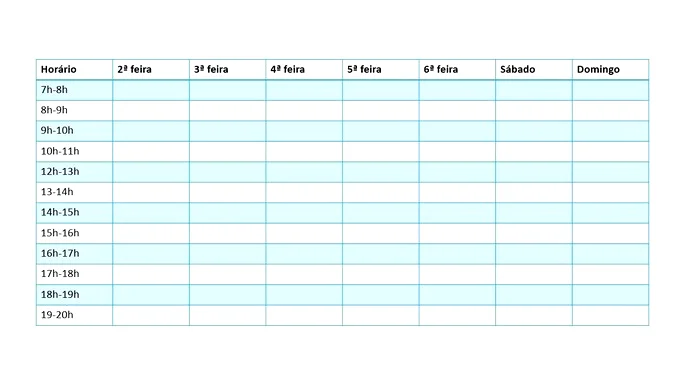 Horário 2ª feira 3ª feira 4ª feira 5ª feira 6ª feira Sábado Domingo
7h-8h
8h-9h
9h-10h
10h-11h
12h-13h
13-14h
14h-15h
15h-16h
16h-17h
17h-18h
18h-19h
19-20h